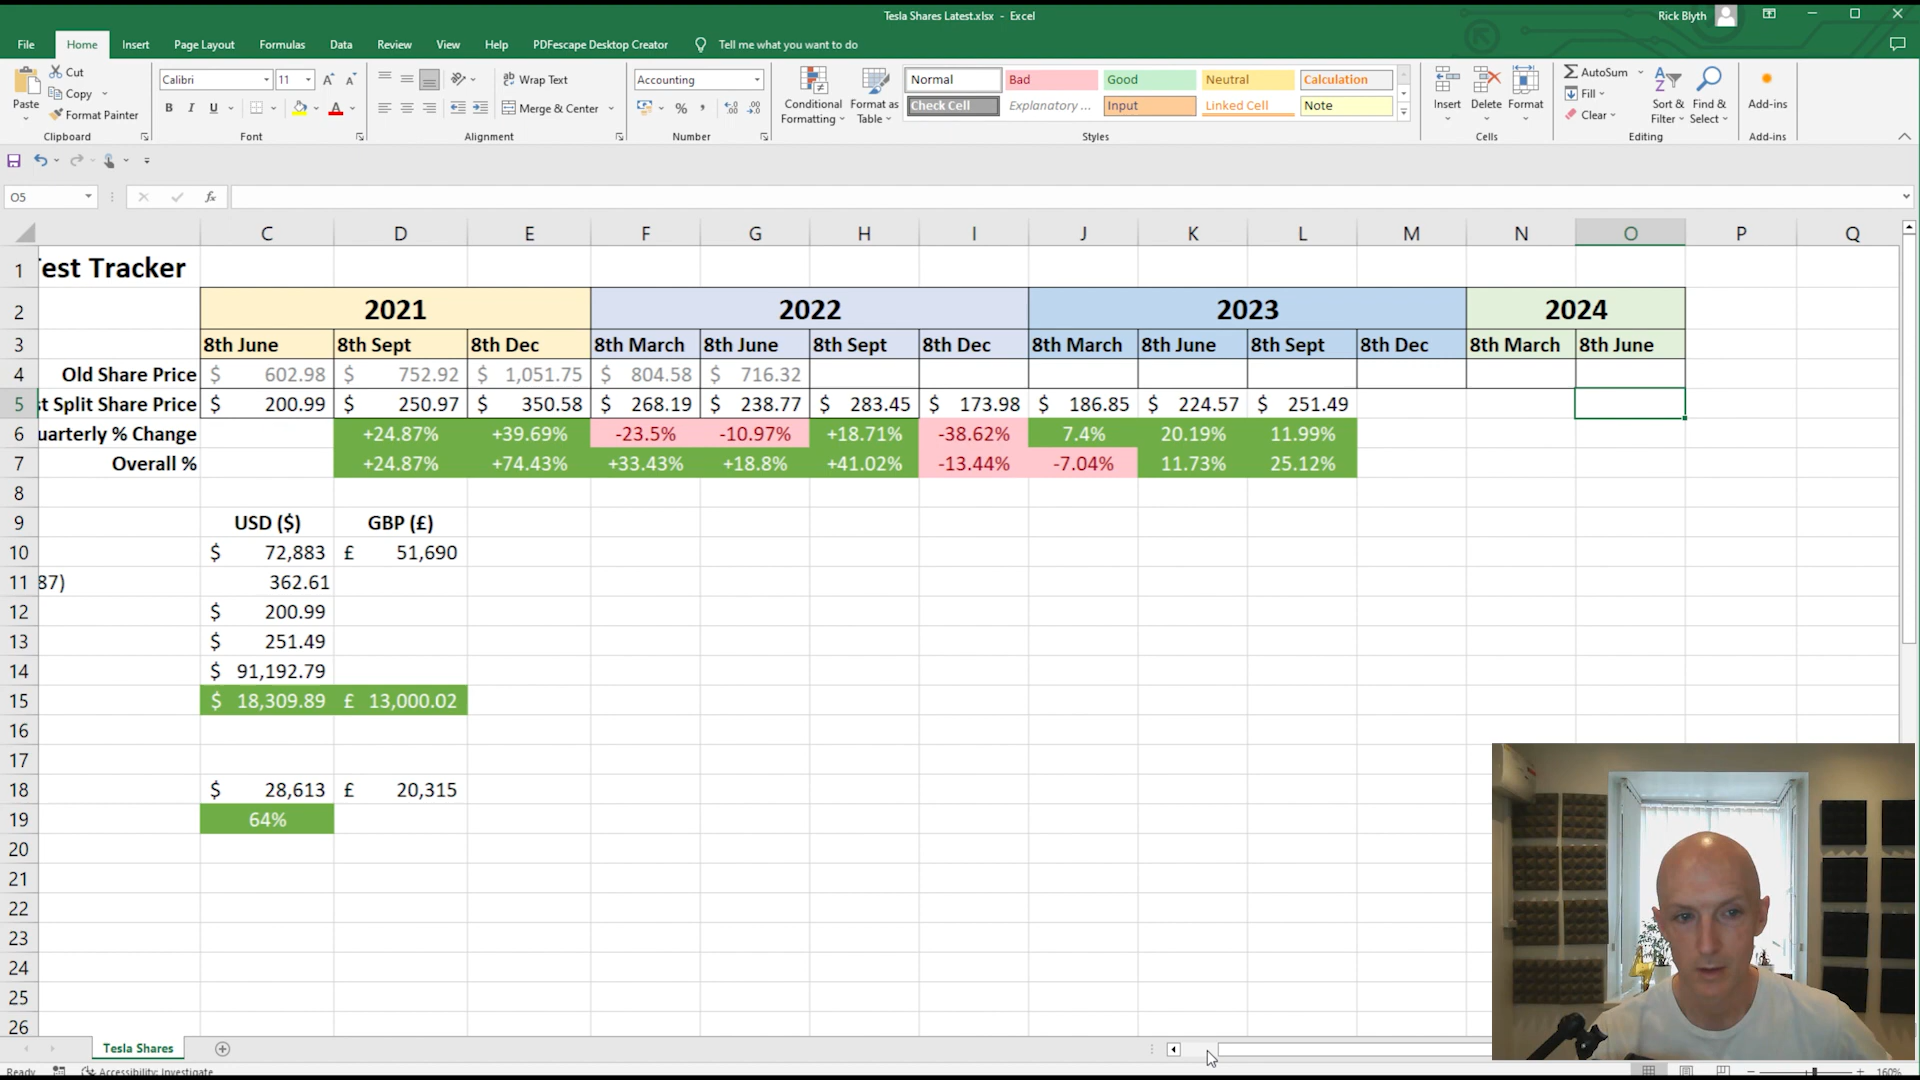 Tesla Shares Latest.xlsx - Excel
Rick Blyth
File Home Insert Page Layout Formulas Data Review View Help PDFescape Desktop Creator Tell me what you want to do
Paste
Cut
Copy
Format Painter
Clipboard
Calibri 11
B I U
Font
Wrap Text
Merge & Center
Alignment
Accounting
Number
Conditional Formatting
Format as Table
Normal Bad Good Neutral Calculation
Check Cell Explanatory ... Input Linked Cell Note
Styles
Insert Delete Format
Cells
AutoSum
Fill
Clear
Sort & Filter
Find & Select
Editing
Add-ins
Add-ins
O5
fx
C D E F G H I J K L M N O P Q
1 Test Tracker
2 2021 2022 2023 2024
3 8th June 8th Sept 8th Dec 8th March 8th June 8th Sept 8th Dec 8th March 8th June 8th Sept 8th Dec 8th March 8th June
4 Old Share Price $ 602.98 $ 752.92 $ 1,051.75 $ 804.58 $ 716.32
5 st Split Share Price $ 200.99 $ 250.97 $ 350.58 $ 268.19 $ 238.77 $ 283.45 $ 173.98 $ 186.85 $ 224.57 $ 251.49
6 uarterly % Change +24.87% +39.69% -23.5% -10.97% +18.71% -38.62% 7.4% 20.19% 11.99%
7 Overall % +24.87% +74.43% +33.43% +18.8% +41.02% -13.44% -7.04% 11.73% 25.12%
8
9 USD ($) GBP (£)
10 $ 72,883 £ 51,690
11 87) 362.61
12 $ 200.99
13 $ 251.49
14 $ 91,192.79
15 $ 18,309.89 £ 13,000.02
16
17
18 $ 28,613 £ 20,315
19 64%
20
21
22
23
24
25
26
Tesla Shares
Ready Accessibility: Investigate 160%